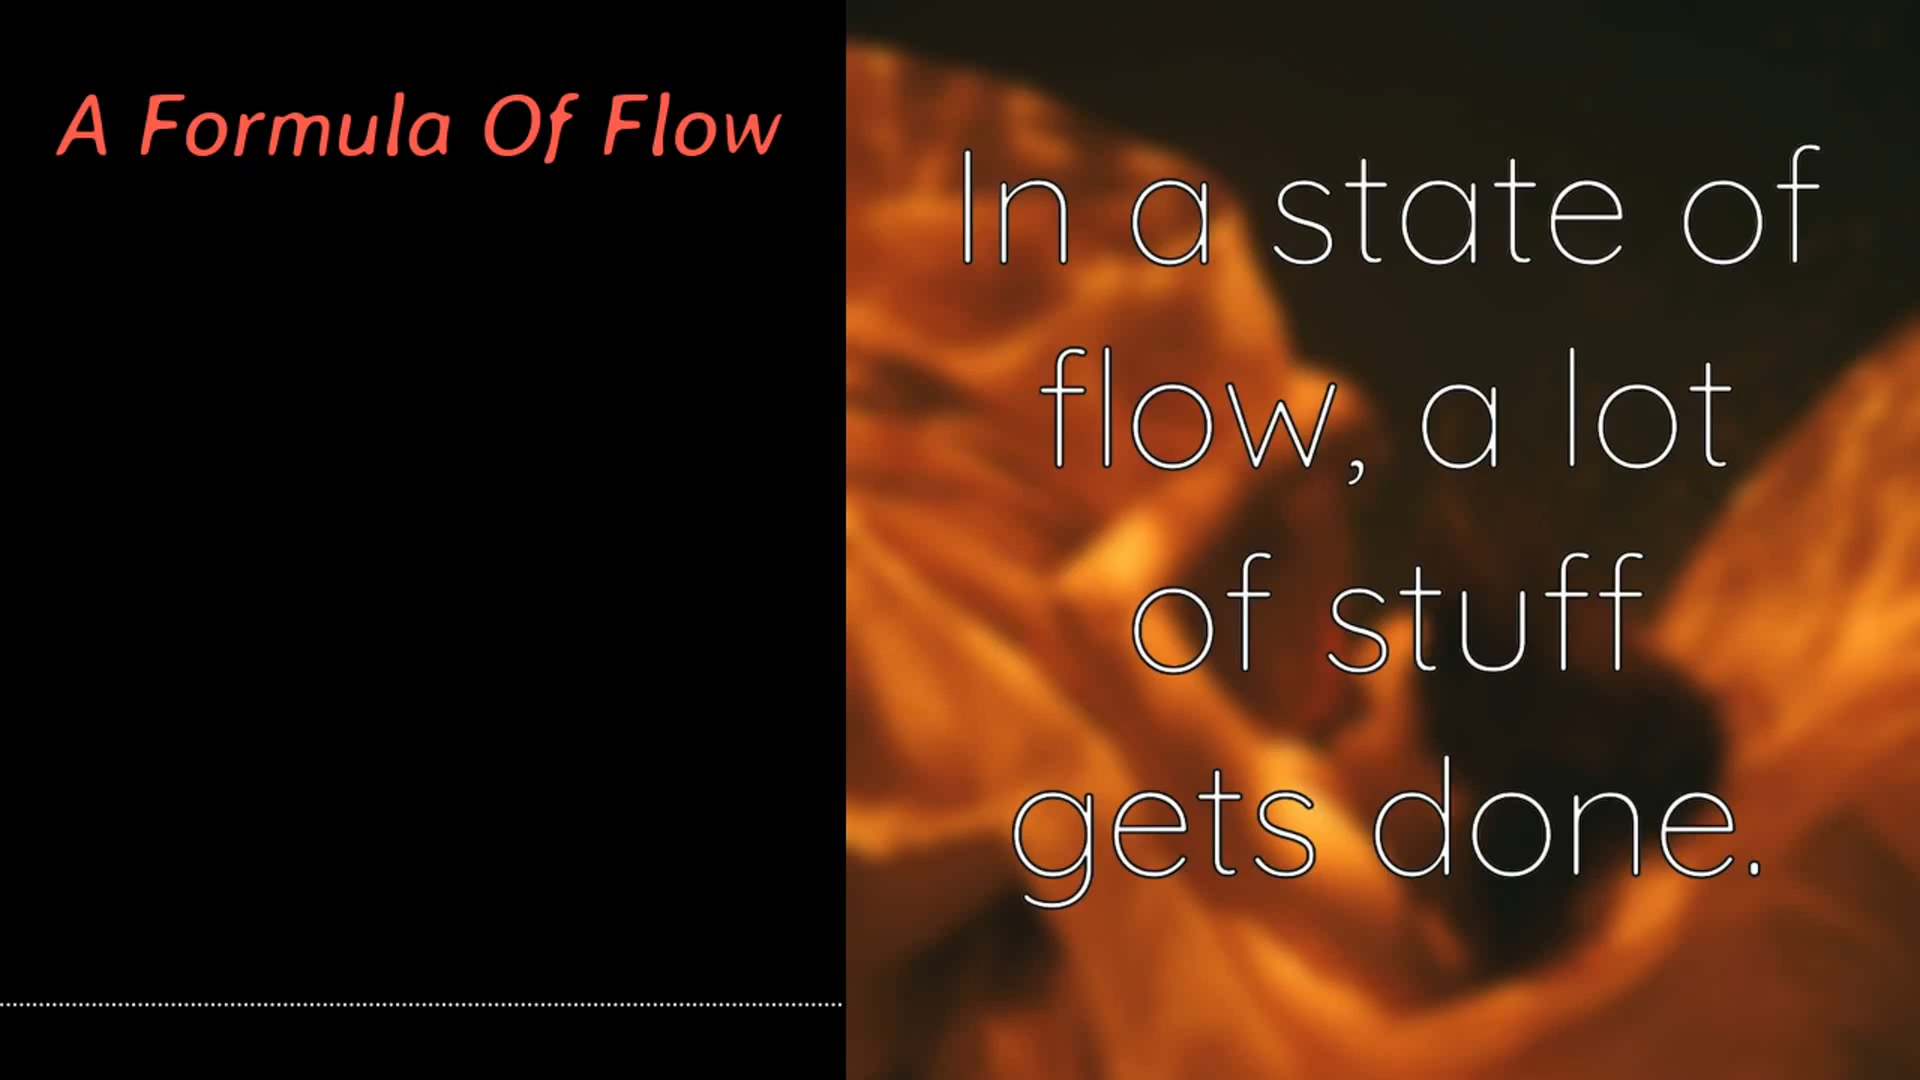 A Formula Of Flow
In a state of
flow, a lot
of stuff
gets done.